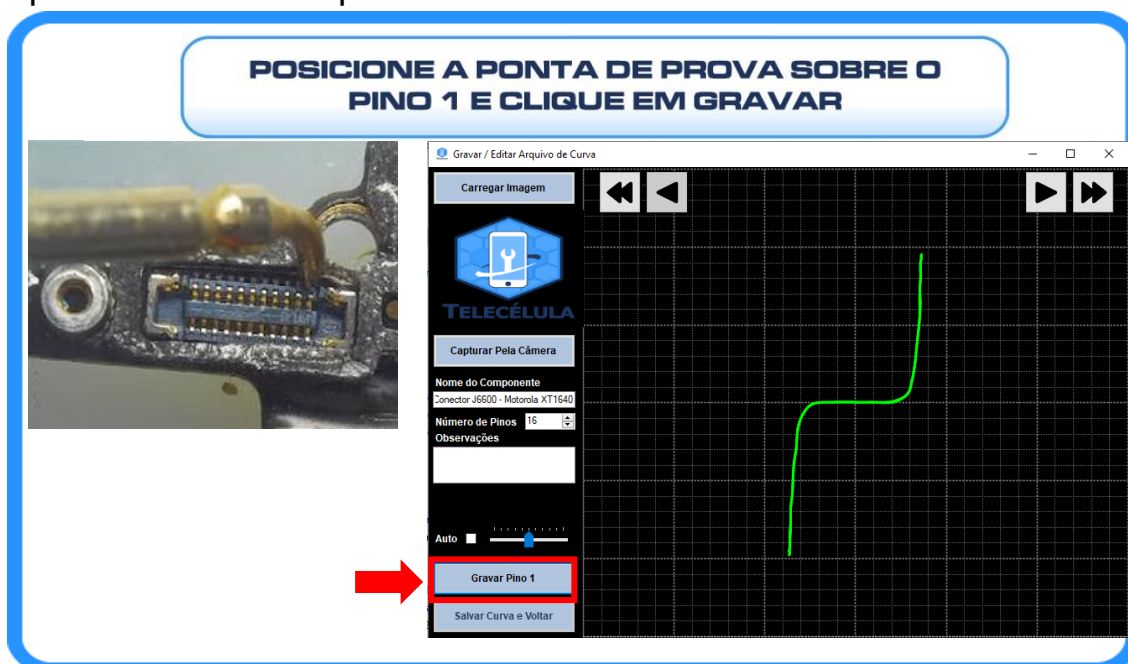 POSICIONE A PONTA DE PROVA SOBRE O
PINO 1 E CLIQUE EM GRAVAR
Gravar / Editar Arquivo de Curva
Carregar Imagem
TELECÉLULA
Capturar Pela Câmera
Nome do Componente
Conector J6600 - Motorola XT1640
Número de Pinos 16
Observações
Auto
Gravar Pino 1
Salvar Curva e Voltar